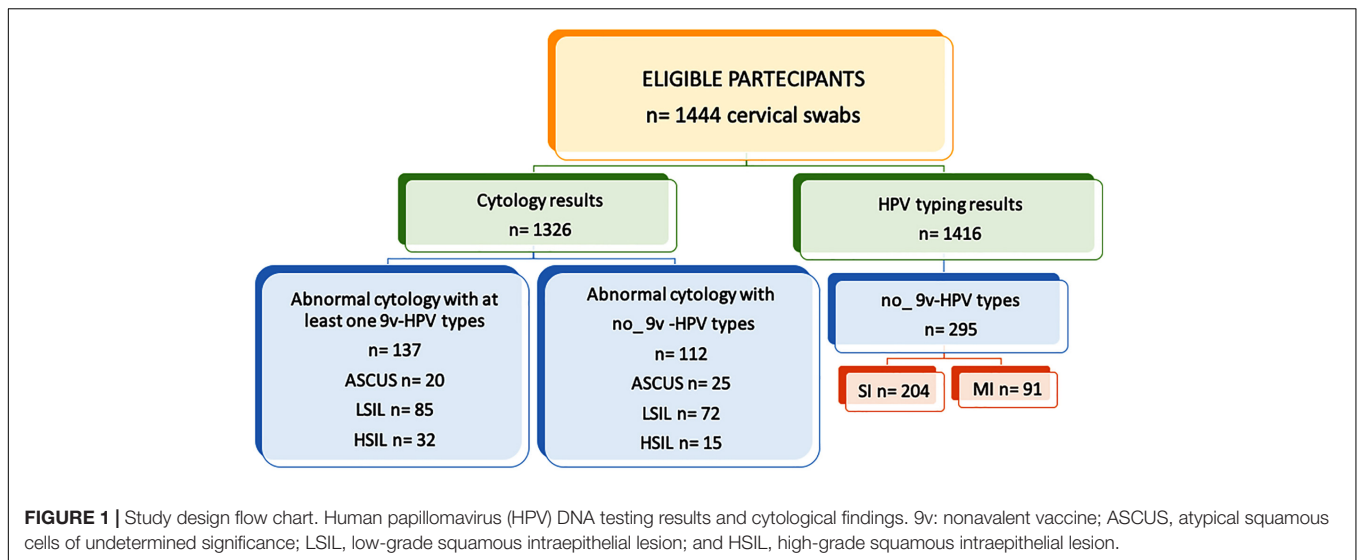 ELIGIBLE PARTECIPANTS
n= 1444 cervical swabs
Cytology results
n= 1326
HPV typing results
n= 1416
Abnormal cytology with at
least one 9v-HPV types
n= 137
ASCUS n= 20
LSIL n= 85
HSIL n= 32
Abnormal cytology with
no_9v -HPV types
n= 112
ASCUS n= 25
LSIL n= 72
HSIL n= 15
no_ 9v-HPV types
n= 295
SI n= 204
MI n= 91
FIGURE 1 | Study design flow chart. Human papillomavirus (HPV) DNA testing results and cytological findings. 9v: nonavalent vaccine; ASCUS, atypical squamous
cells of undetermined significance; LSIL, low-grade squamous intraepithelial lesion; and HSIL, high-grade squamous intraepithelial lesion.